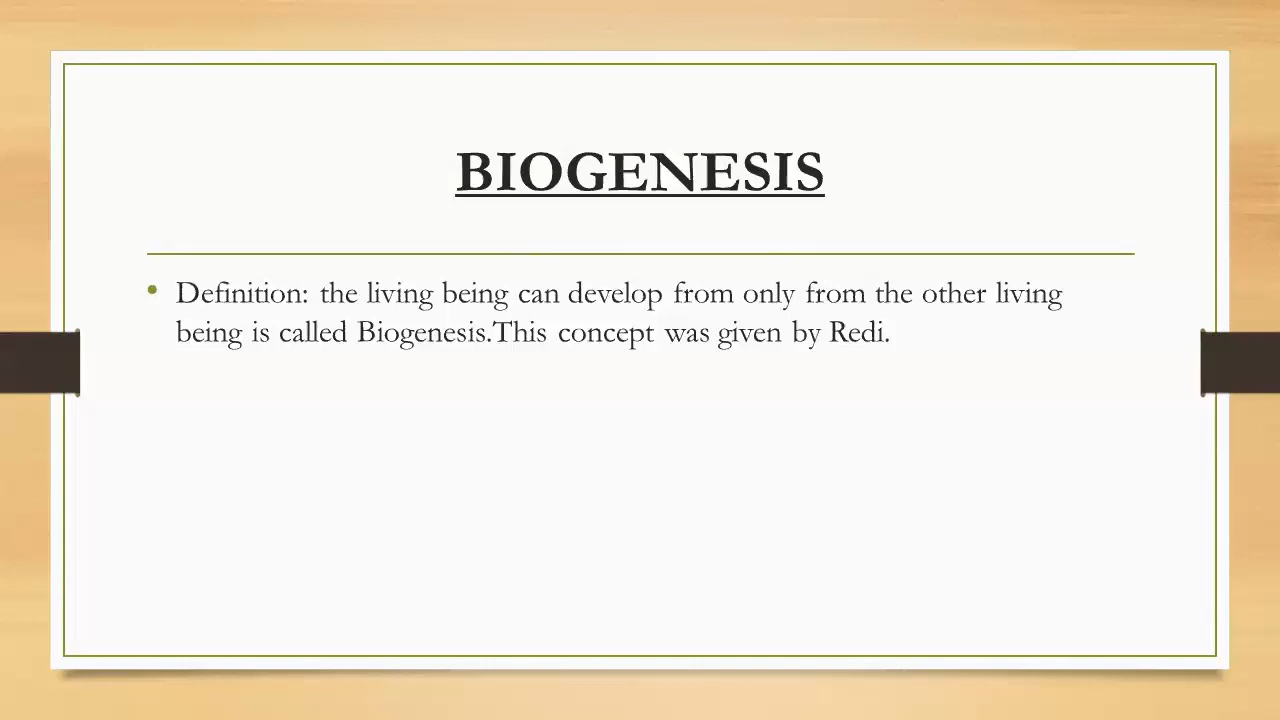 BIOGENESIS
• Definition: the living being can develop from only from the other living
being is called Biogenesis.This concept was given by Redi.